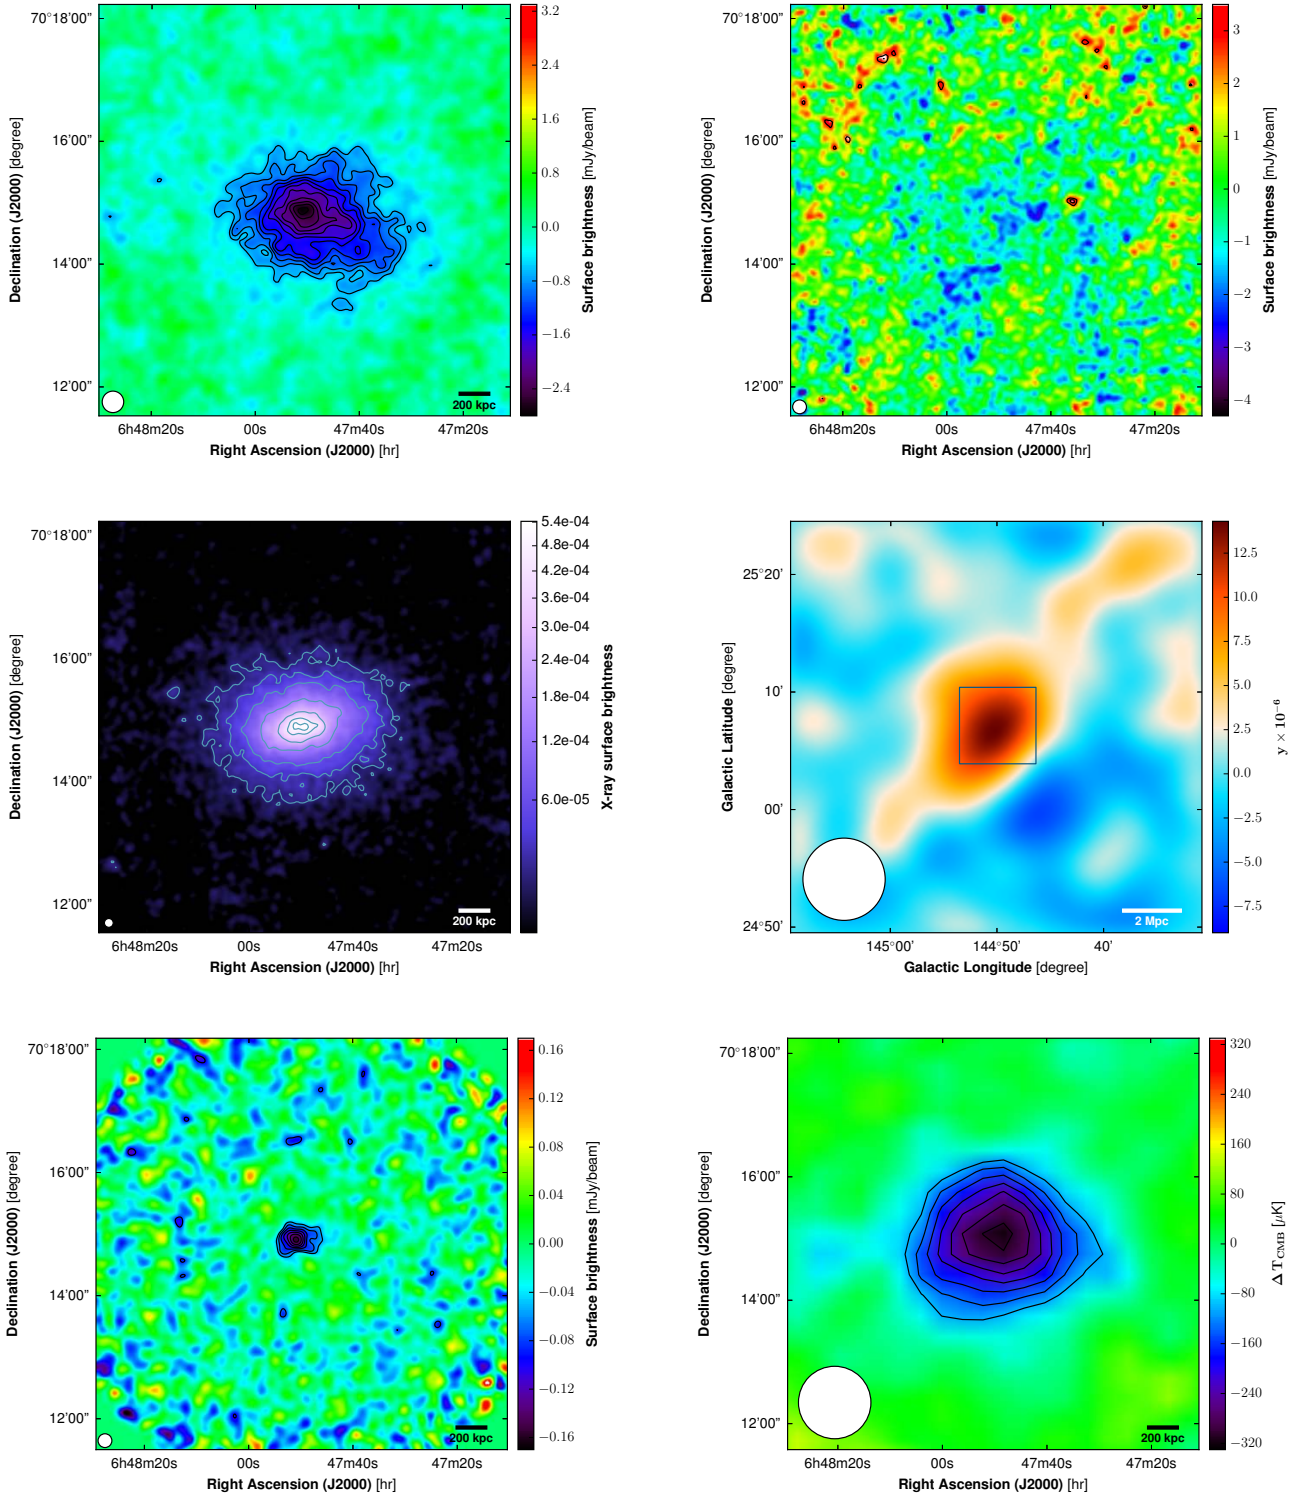 70°18'00"
16'00"
14'00"
12'00"
Declination (J2000) [degree]
6h48m20s 00s 47m40s 47m20s
Right Ascension (J2000) [hr]
200 kpc
3.2
2.4
1.6
0.8
0.0
−0.8
−1.6
−2.4
Surface brightness [mJy/beam]
70°18'00"
16'00"
14'00"
12'00"
Declination (J2000) [degree]
6h48m20s 00s 47m40s 47m20s
Right Ascension (J2000) [hr]
3
2
1
0
−1
−2
−3
−4
Surface brightness [mJy/beam]
70°18'00"
16'00"
14'00"
12'00"
Declination (J2000) [degree]
6h48m20s 00s 47m40s 47m20s
Right Ascension (J2000) [hr]
200 kpc
5.4e-04
4.8e-04
4.2e-04
3.6e-04
3.0e-04
2.4e-04
1.8e-04
1.2e-04
6.0e-05
X-ray surface brightness
25°20'
10'
00'
24°50'
Galactic Latitude [degree]
145°00' 144°50' 40'
Galactic Longitude [degree]
2 Mpc
12.5
10.0
7.5
5.0
2.5
0.0
−2.5
−5.0
−7.5
y × 10⁻⁶
70°18'00"
16'00"
14'00"
12'00"
Declination (J2000) [degree]
6h48m20s 00s 47m40s 47m20s
Right Ascension (J2000) [hr]
200 kpc
0.16
0.12
0.08
0.04
0.00
−0.04
−0.08
−0.12
−0.16
Surface brightness [mJy/beam]
70°18'00"
16'00"
14'00"
12'00"
Declination (J2000) [degree]
6h48m20s 00s 47m40s 47m20s
Right Ascension (J2000) [hr]
200 kpc
320
240
160
80
0
−80
−160
−240
−320
Δ T_CMB [μK]